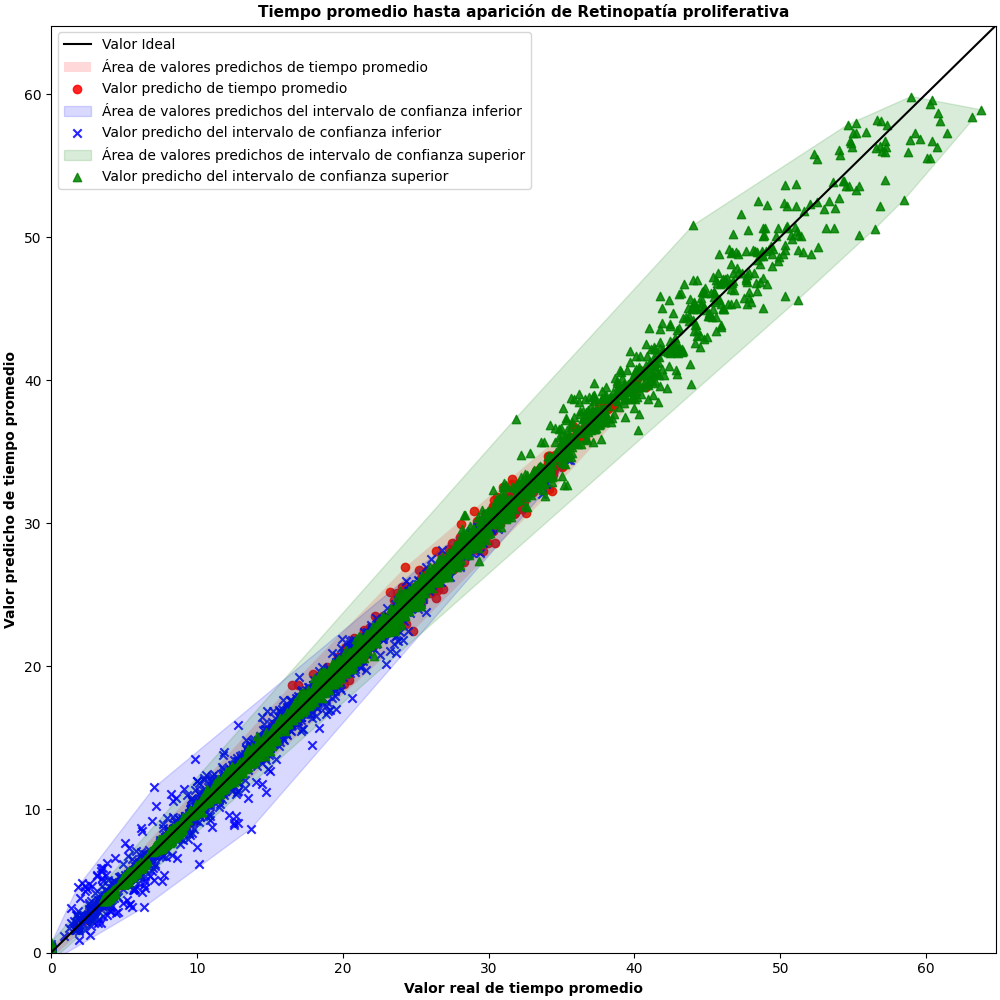 Tiempo promedio hasta aparición de Retinopatía proliferativa
Valor Ideal
Área de valores predichos de tiempo promedio
Valor predicho de tiempo promedio
Área de valores predichos del intervalo de confianza inferior
Valor predicho del intervalo de confianza inferior
Área de valores predichos de intervalo de confianza superior
Valor predicho del intervalo de confianza superior
Valor predicho de tiempo promedio
60
50
40
30
20
10
0
0 10 20 30 40 50 60
Valor real de tiempo promedio